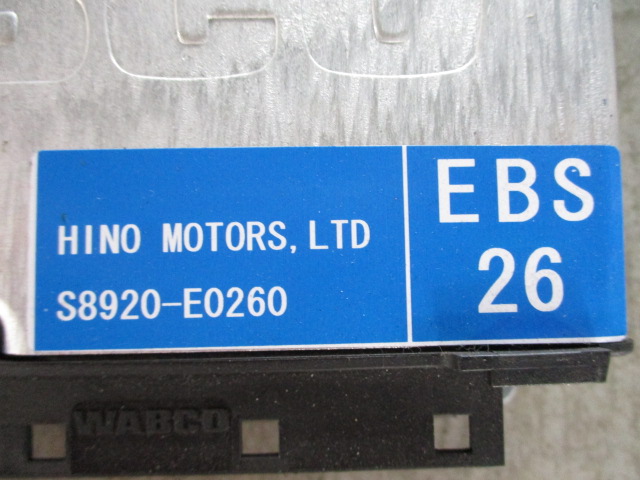 HINO MOTORS, LTD
S8920-E0260
EBS
26
WABCO